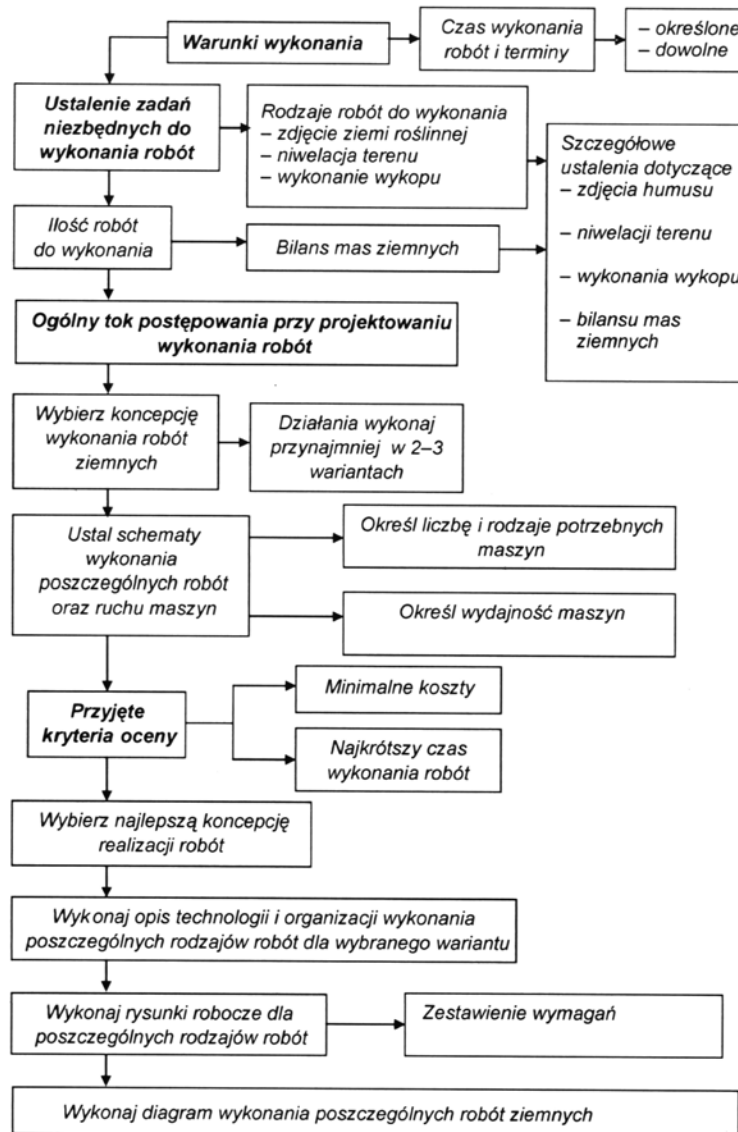 Warunki wykonania
Czas wykonania
robót i terminy
– określone
– dowolne
Ustalenie zadań
niezbędnych do
wykonania robót
Rodzaje robót do wykonania
– zdjęcie ziemi roślinnej
– niwelacja terenu
– wykonanie wykopu
Szczegółowe
ustalenia dotyczące
– zdjęcia humusu
– niwelacji terenu
– wykonania wykopu
– bilansu mas
ziemnych
Ilość robót
do wykonania
Bilans mas ziemnych
Ogólny tok postępowania przy projektowaniu
wykonania robót
Wybierz koncepcję
wykonania robót
ziemnych
Działania wykonaj
przynajmniej w 2–3
wariantach
Ustal schematy
wykonania
poszczególnych robót
oraz ruchu maszyn
Określ liczbę i rodzaje potrzebnych
maszyn
Określ wydajność maszyn
Przyjęte
kryteria oceny
Minimalne koszty
Najkrótszy czas
wykonania robót
Wybierz najlepszą koncepcję
realizacji robót
Wykonaj opis technologii i organizacji wykonania
poszczególnych rodzajów robót dla wybranego wariantu
Wykonaj rysunki robocze dla
poszczególnych rodzajów robót
Zestawienie wymagań
Wykonaj diagram wykonania poszczególnych robót ziemnych